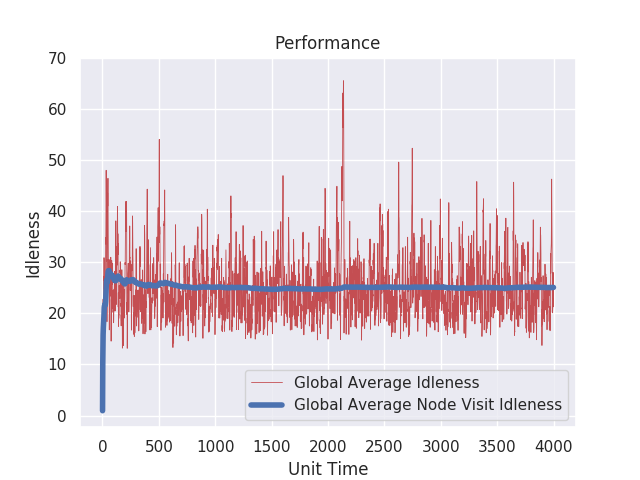 Performance
Idleness
70
60
50
40
30
20
10
0
Global Average Idleness
Global Average Node Visit Idleness
0 500 1000 1500 2000 2500 3000 3500 4000
Unit Time